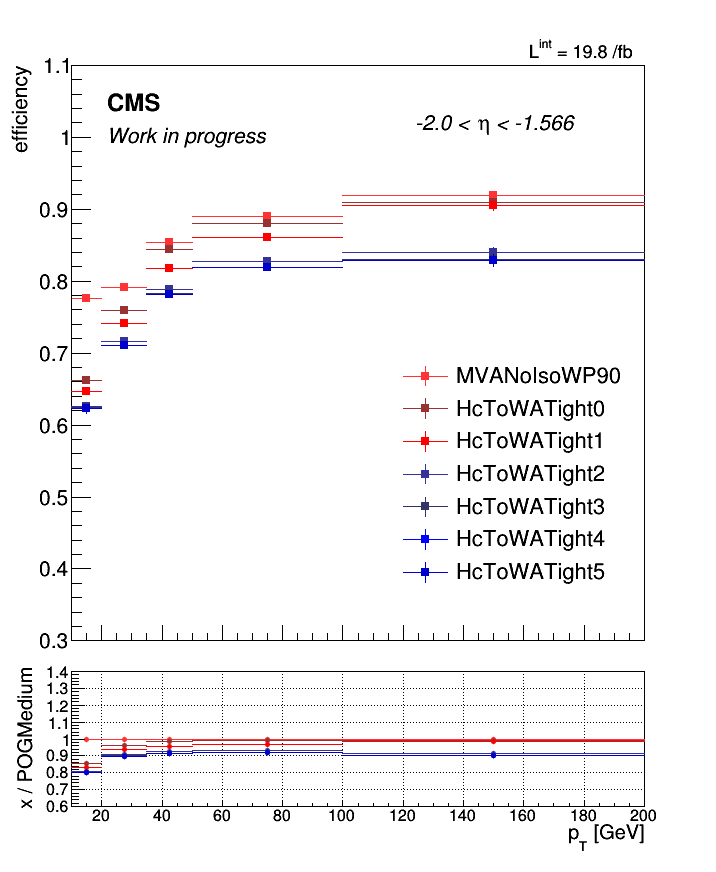 L^int = 19.8 /fb
efficiency
1.1
1
0.9
0.8
0.7
0.6
0.5
0.4
0.3
CMS
Work in progress
-2.0 < η < -1.566
MVANoIsoWP90
HcToWATight0
HcToWATight1
HcToWATight2
HcToWATight3
HcToWATight4
HcToWATight5
x / POGMedium
1.4
1.3
1.2
1.1
1
0.9
0.8
0.7
0.6
20 40 60 80 100 120 140 160 180 200
p_T [GeV]